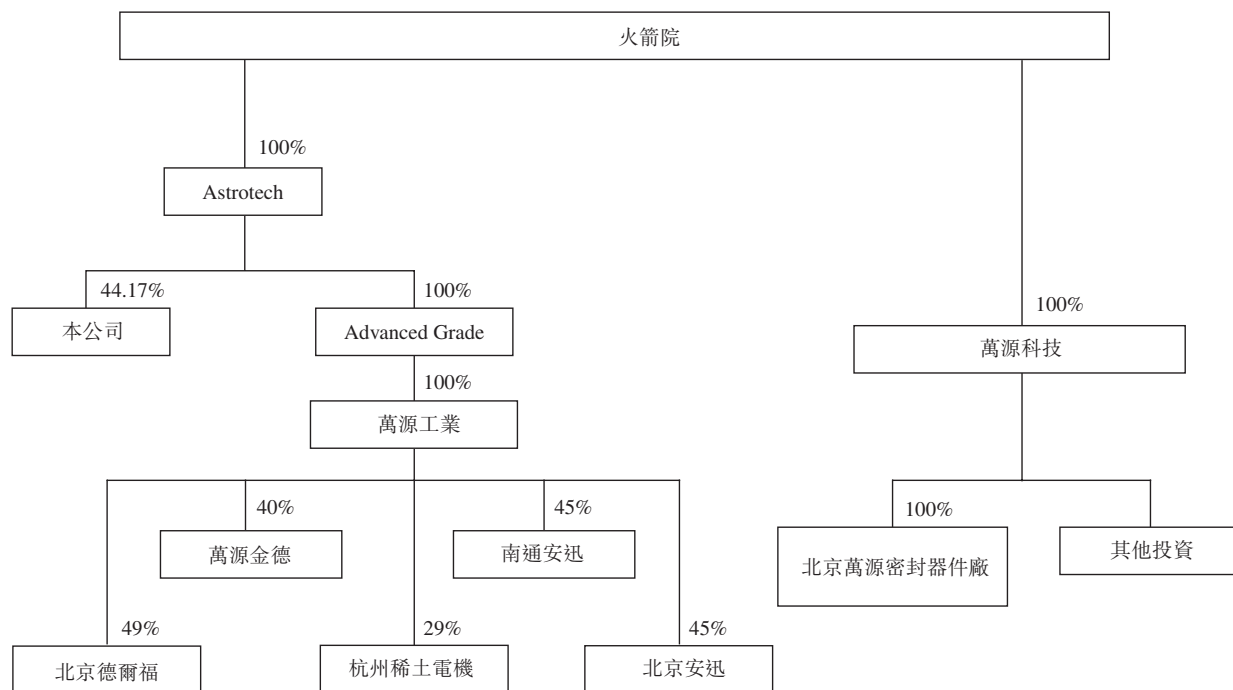 火箭院
100%
Astrotech
44.17%
100%
100%
本公司
Advanced Grade
萬源科技
100%
萬源工業
40%
45%
100%
萬源金德
南通安迅
北京萬源密封器件廠
其他投資
49%
29%
45%
北京德爾福
杭州稀土電機
北京安迅